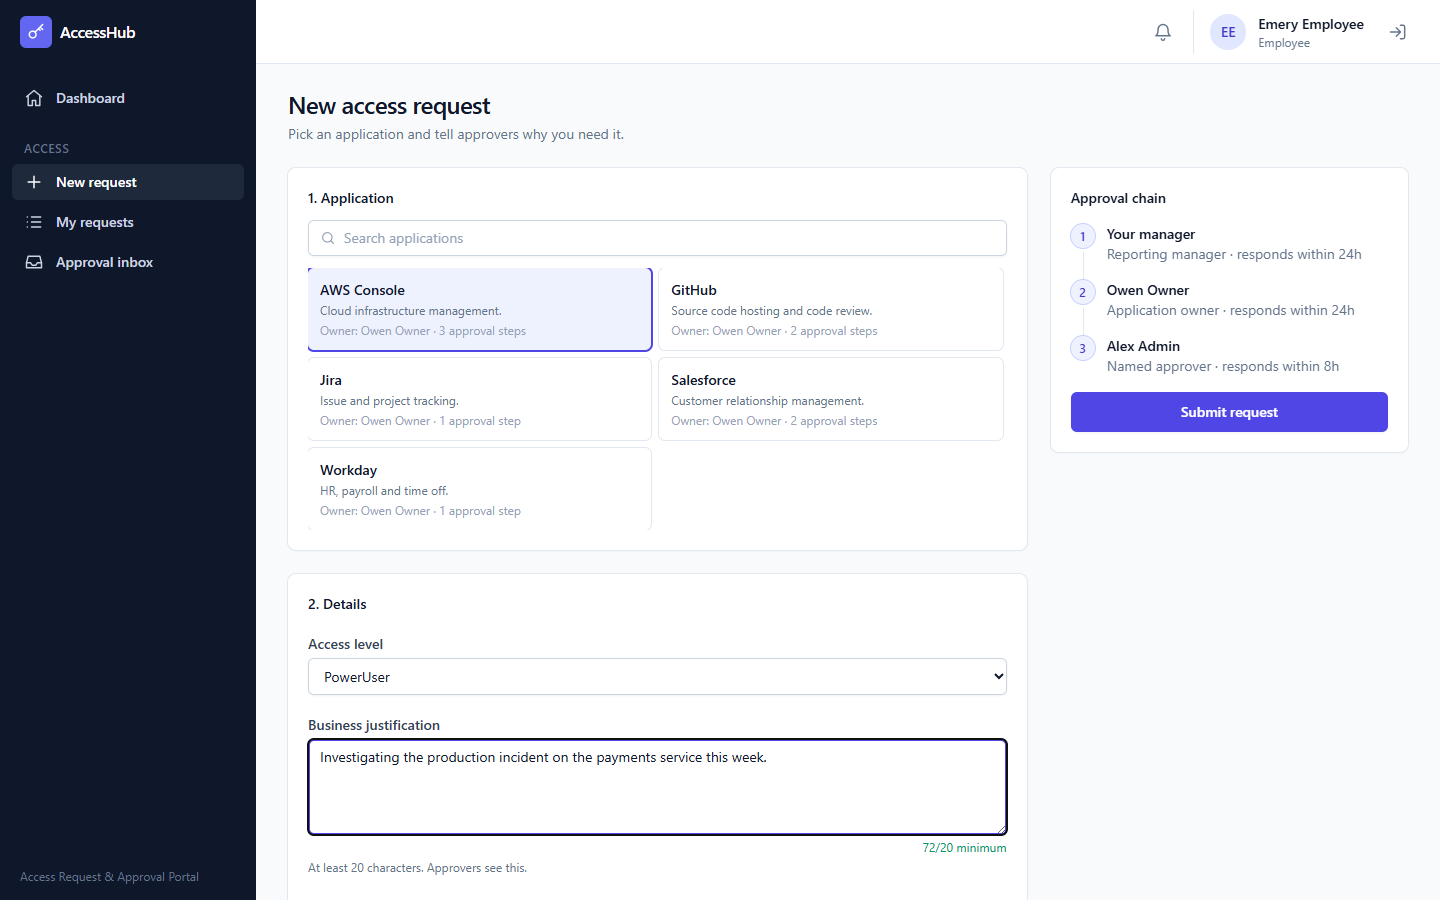 AccessHub
Dashboard
ACCESS
New request
My requests
Approval inbox
Access Request & Approval Portal
EE
Emery Employee
Employee
New access request
Pick an application and tell approvers why you need it.
1. Application
Search applications
AWS Console
Cloud infrastructure management.
Owner: Owen Owner · 3 approval steps
GitHub
Source code hosting and code review.
Owner: Owen Owner · 2 approval steps
Jira
Issue and project tracking.
Owner: Owen Owner · 1 approval step
Salesforce
Customer relationship management.
Owner: Owen Owner · 2 approval steps
Workday
HR, payroll and time off.
Owner: Owen Owner · 1 approval step
2. Details
Access level
PowerUser
Business justification
Investigating the production incident on the payments service this week.
72/20 minimum
At least 20 characters. Approvers see this.
Approval chain
1
Your manager
Reporting manager · responds within 24h
2
Owen Owner
Application owner · responds within 24h
3
Alex Admin
Named approver · responds within 8h
Submit request